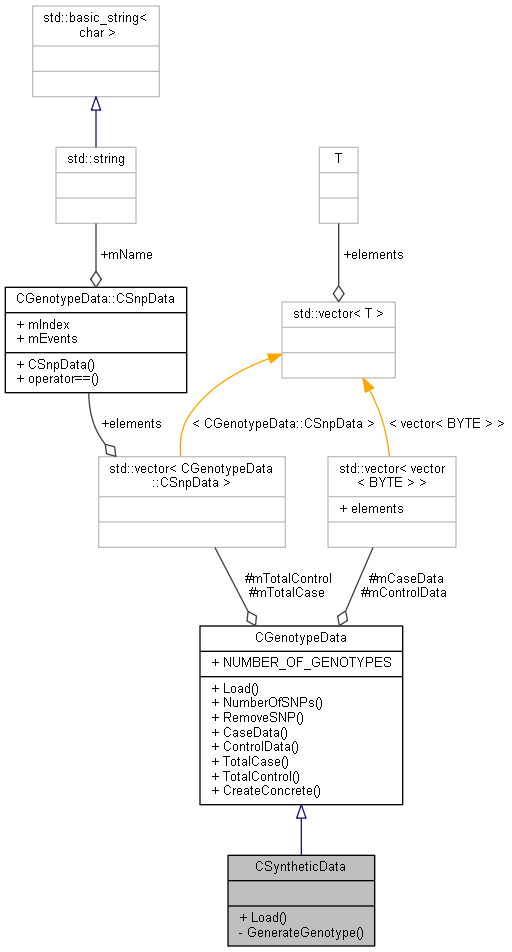 std::basic_string<
char >
std::string
T
+mName
+elements
CGenotypeData::CSnpData
+ mIndex
+ mEvents
+ CSnpData()
+ operator==()
std::vector< T >
+elements
< CGenotypeData::CSnpData >
< vector< BYTE > >
std::vector< CGenotypeData
::CSnpData >
std::vector< vector
< BYTE > >
+ elements
#mTotalControl
#mTotalCase
#mCaseData
#mControlData
CGenotypeData
+ NUMBER_OF_GENOTYPES
+ Load()
+ NumberOfSNPs()
+ RemoveSNP()
+ CaseData()
+ ControlData()
+ TotalCase()
+ TotalControl()
+ CreateConcrete()
CSyntheticData
+ Load()
- GenerateGenotype()